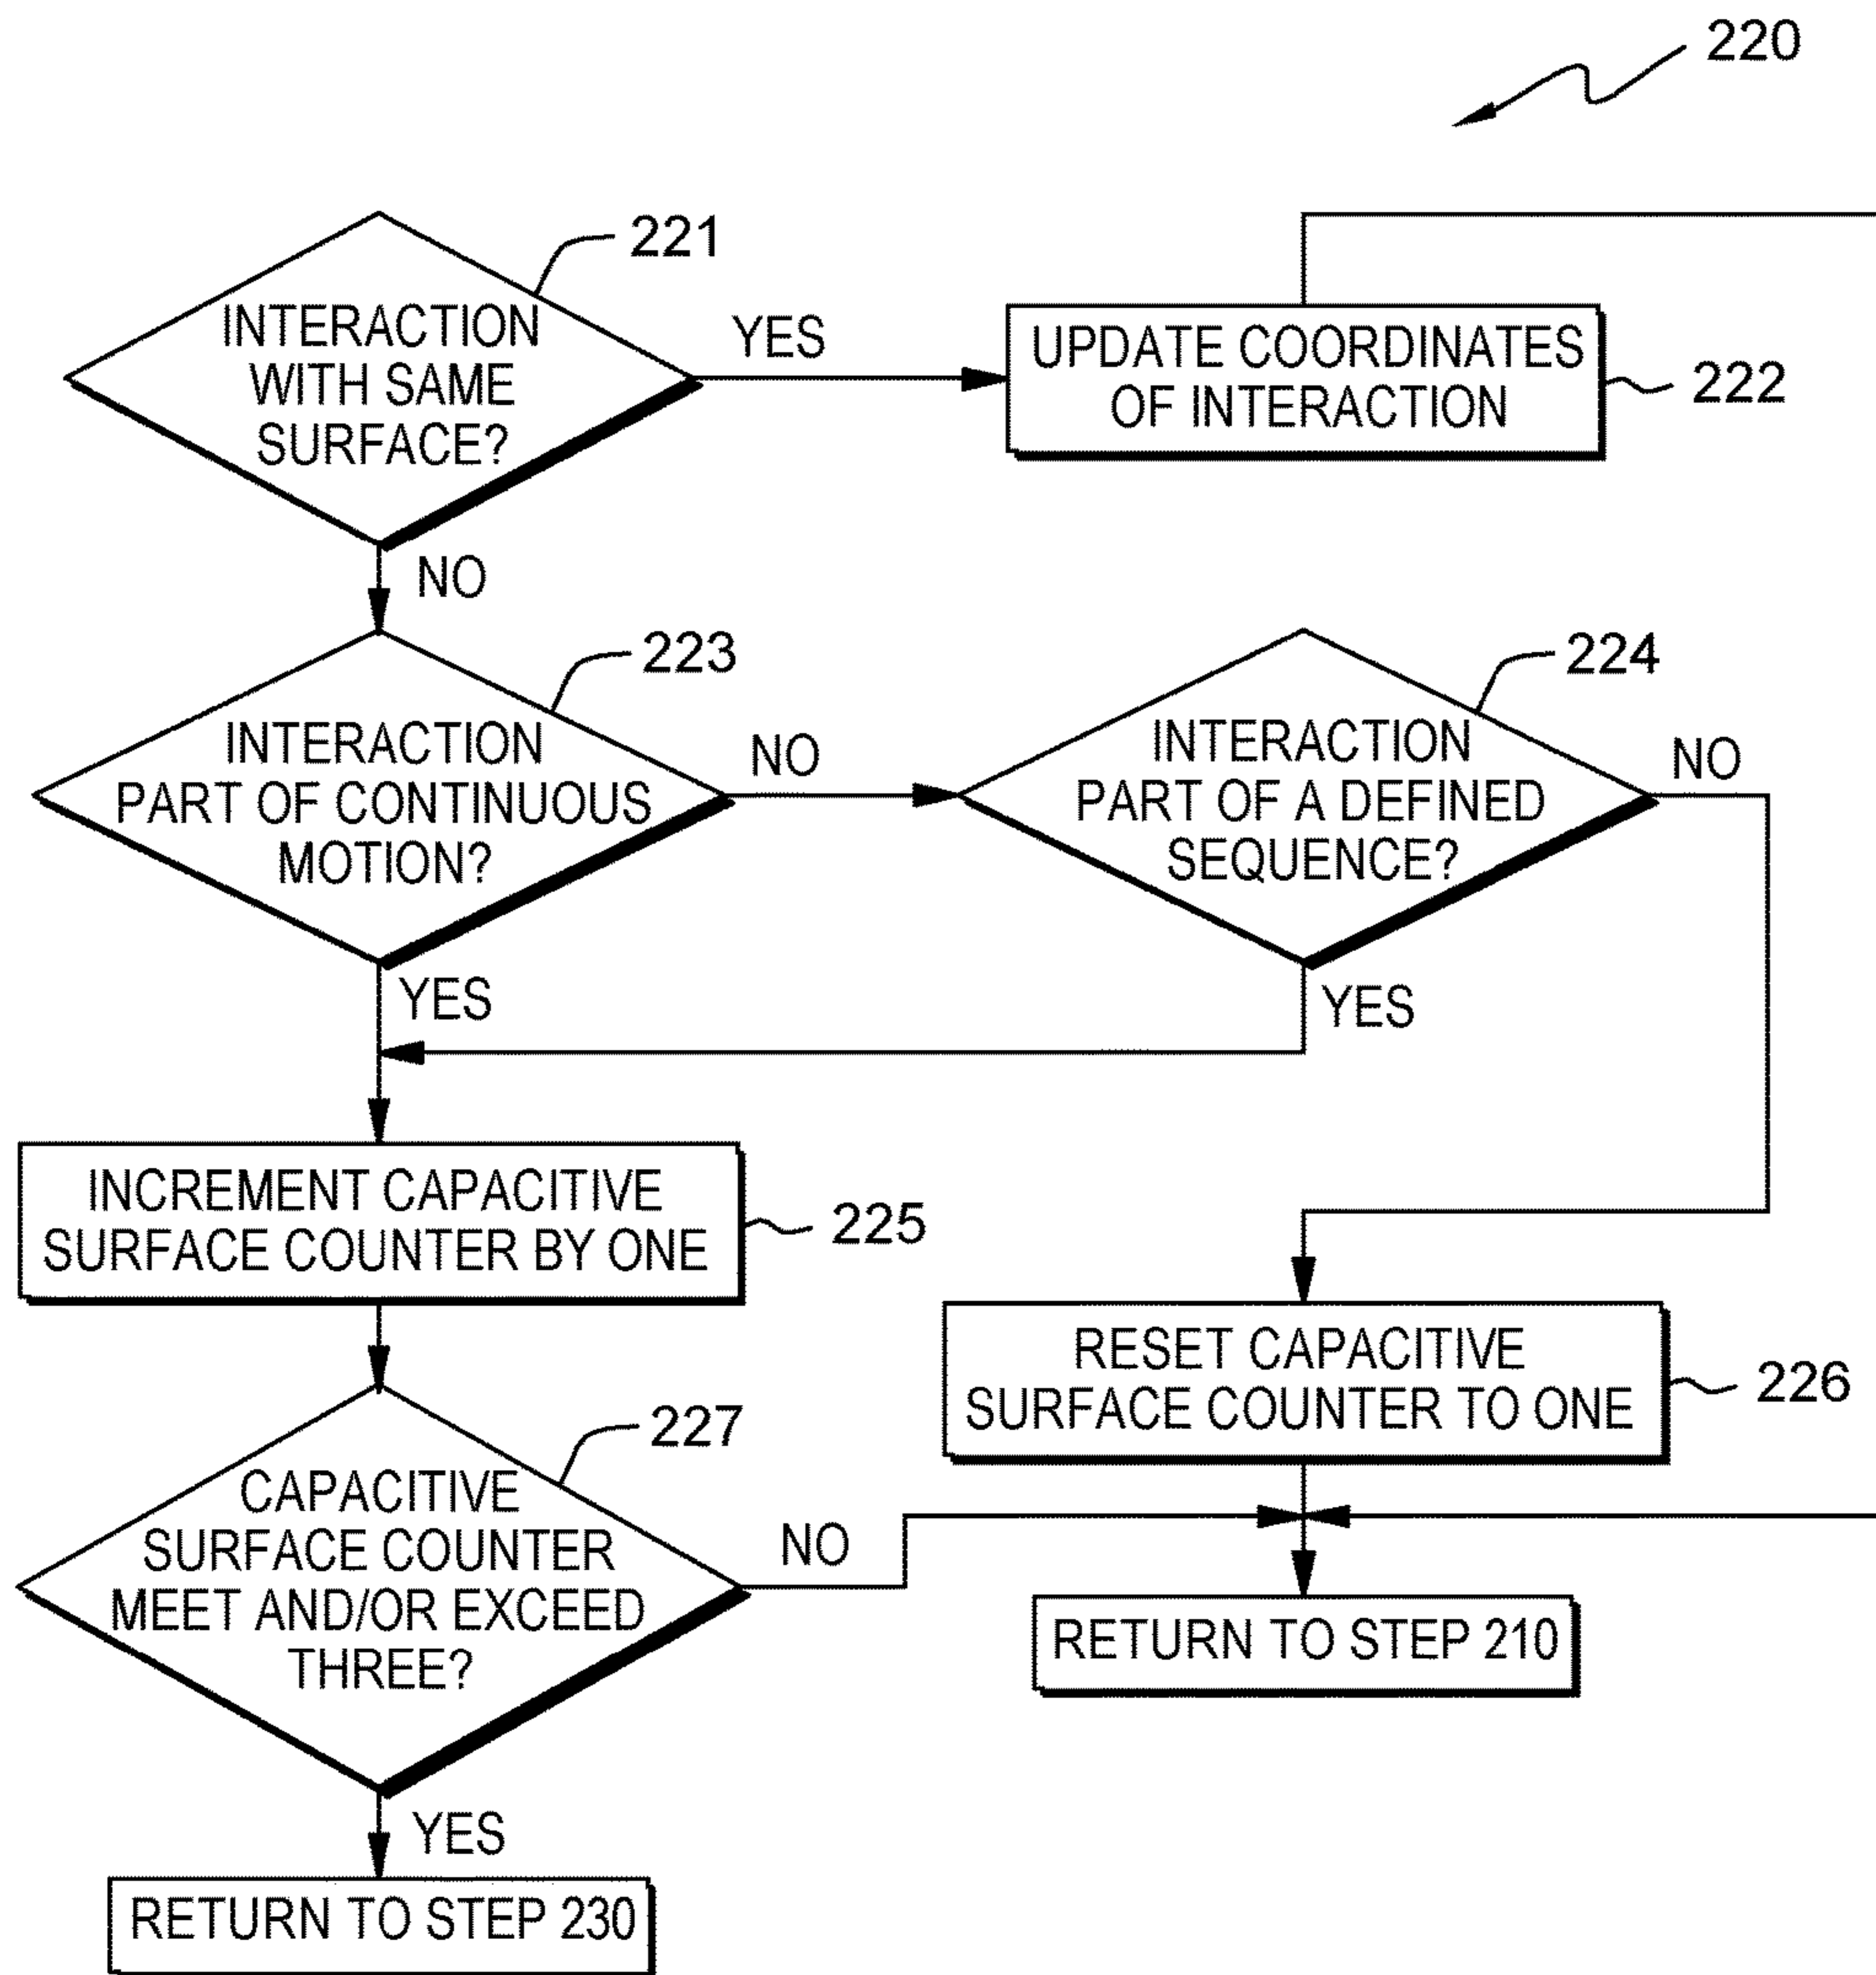 220
221
INTERACTION
WITH SAME
SURFACE?
YES
UPDATE COORDINATES
OF INTERACTION
222
NO
223
INTERACTION
PART OF CONTINUOUS
MOTION?
NO
224
INTERACTION
PART OF A DEFINED
SEQUENCE?
NO
YES
YES
INCREMENT CAPACITIVE
SURFACE COUNTER BY ONE
225
RESET CAPACITIVE
SURFACE COUNTER TO ONE
226
227
CAPACITIVE
SURFACE COUNTER
MEET AND/OR EXCEED
THREE?
NO
RETURN TO STEP 210
YES
RETURN TO STEP 230